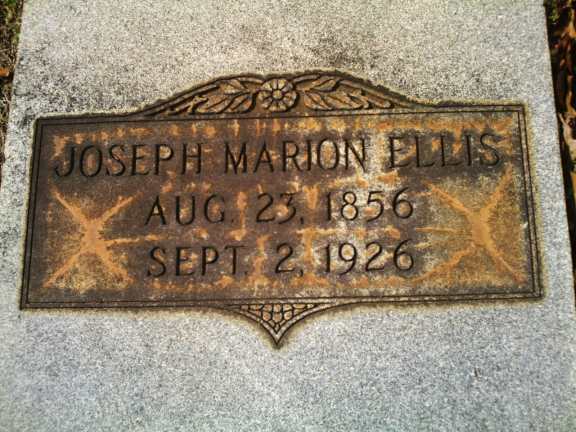 JOSEPH MARION ELLIS
AUG. 23, 1856
SEPT. 2, 1926